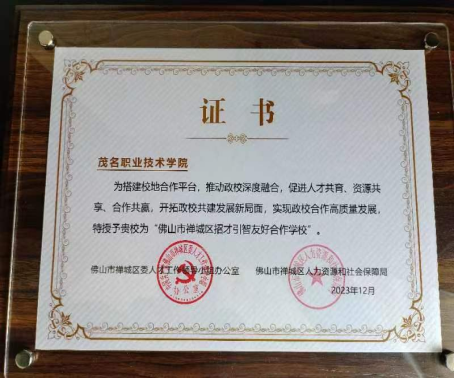 证书
茂名职业技术学院
为搭建校地合作平台，推动政校深度融合，促进人才共育、资源共
享、合作共赢，开拓政校共建发展新局面，实现政校合作高质量发展，
特授予贵校为“佛山市禅城区招才引智友好合作学校”。
佛山市禅城区委人才工作领导小组办公室 佛山市禅城区人力资源和社会保障局
2023年12月